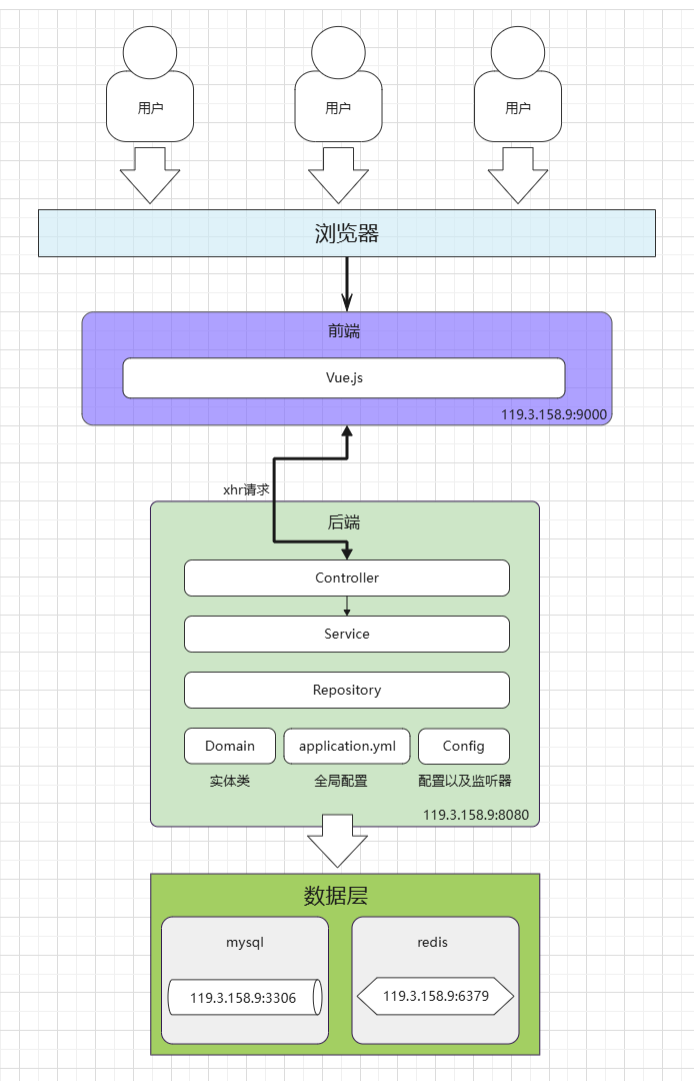 用户
用户
用户
浏览器
前端
Vue.js
119.3.158.9:9000
xhr请求
后端
Controller
Service
Repository
Domain
application.yml
Config
实体类
全局配置
配置以及监听器
119.3.158.9:8080
数据层
mysql
redis
119.3.158.9:3306
119.3.158.9:6379